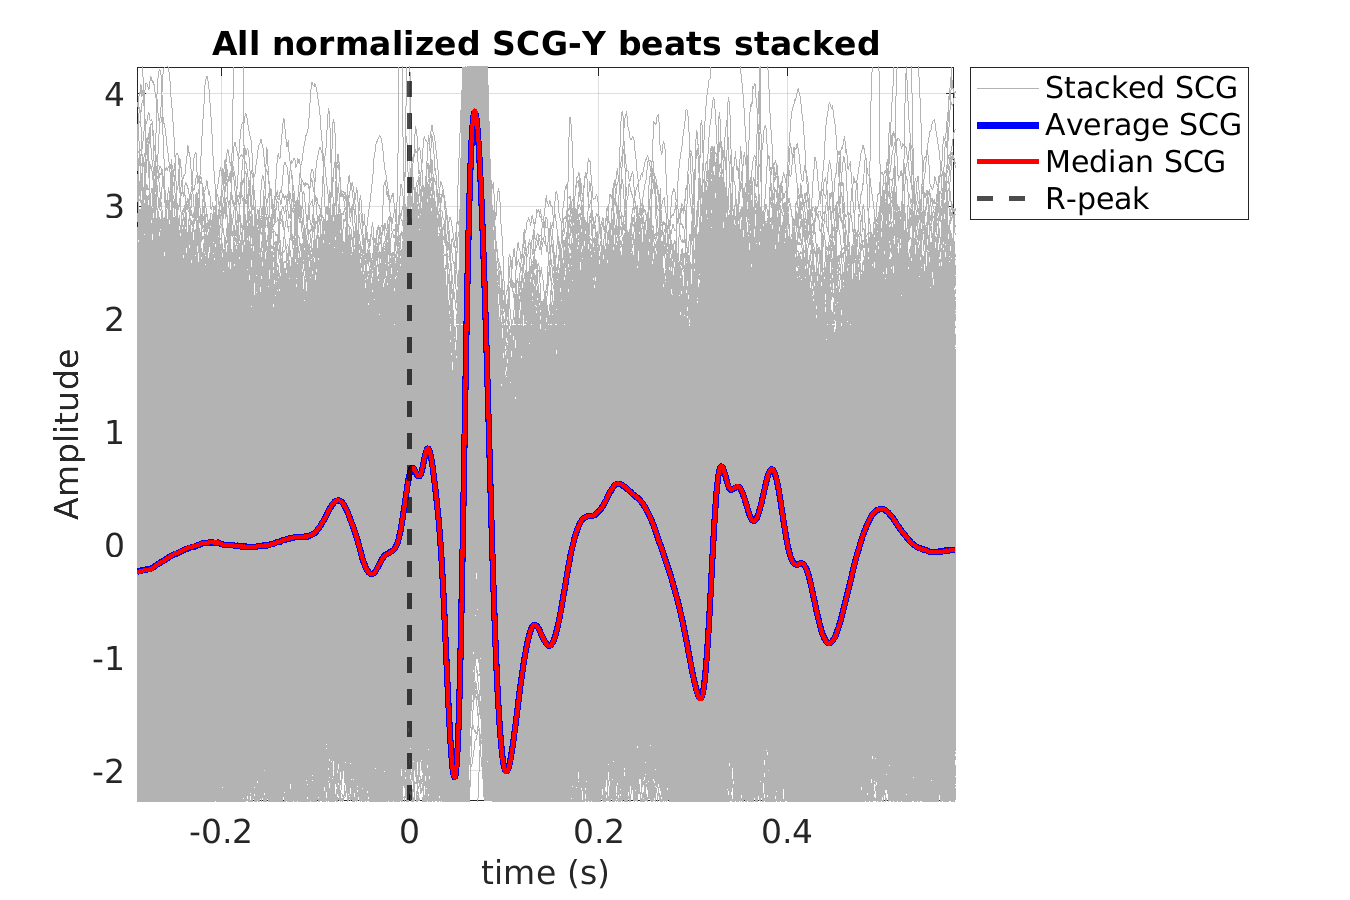 All normalized SCG-Y beats stacked
Stacked SCG
Average SCG
Median SCG
R-peak
4
3
2
1
0
-1
-2
Amplitude
-0.2
0
0.2
0.4
time (s)